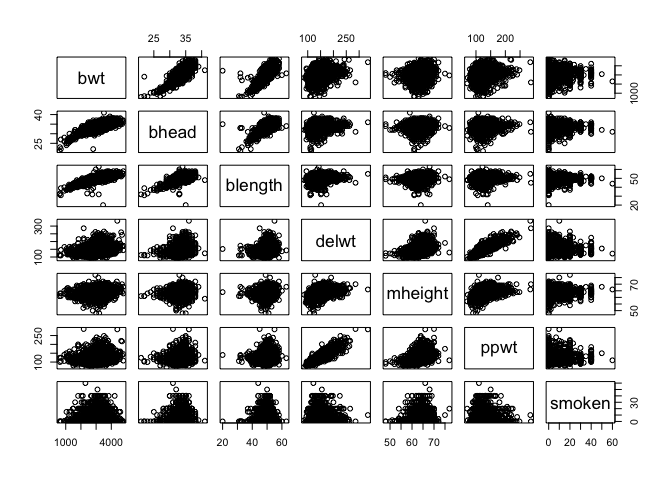 25 35
100 250
100 200
bwt
1000
25 40
bhead
blength
20 50
100 300
delwt
mheight
50 70
100 250
ppwt
smoken
0 30
1000 4000
20 40 60
50 60 70
0 20 40 60